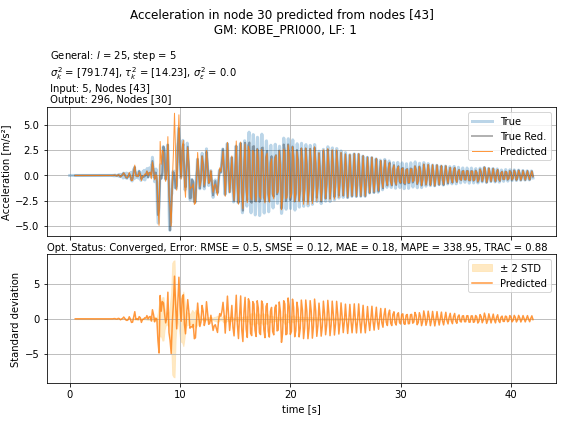 Acceleration in node 30 predicted from nodes [43]
GM: KOBE_PRI000, LF: 1
General: l = 25, step = 5
σ²ₖ = [791.74], τ²ₖ = [14.23], σ²ε = 0.0
Input: 5, Nodes [43]
Output: 296, Nodes [30]
Acceleration [m/s²]
5.0
2.5
0.0
−2.5
−5.0
True
True Red.
Predicted
Opt. Status: Converged, Error: RMSE = 0.5, SMSE = 0.12, MAE = 0.18, MAPE = 338.95, TRAC = 0.88
Standard deviation
5
0
−5
± 2 STD
Predicted
0 10 20 30 40
time [s]